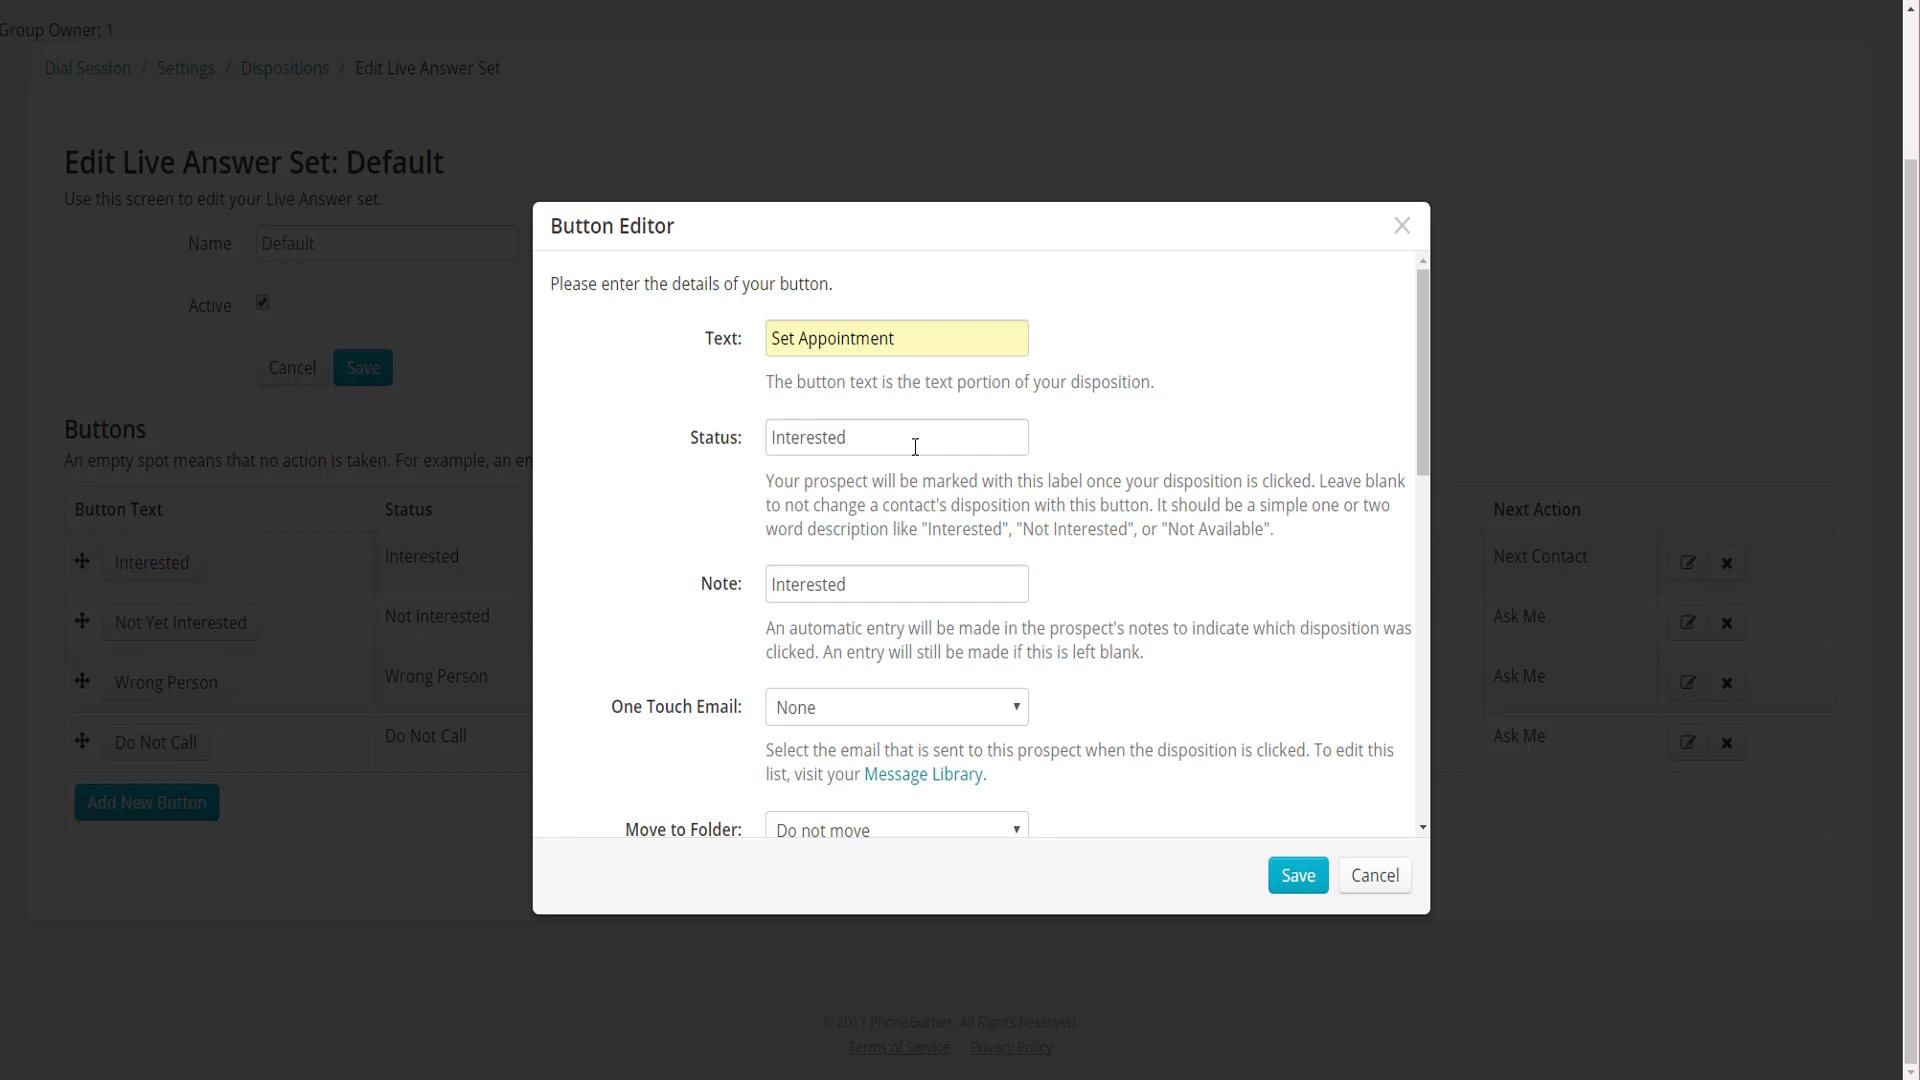 Group Owner: 1
Dial Session / Settings / Dispositions / Edit Live Answer Set
Edit Live Answer Set: Default
Use this screen to edit your Live Answer set.
Name Default
Active
Cancel Save
Buttons
An empty spot means that no action is taken. For example, an en
Button Text Status Next Action
Interested Interested Next Contact
Not Yet Interested Not Interested Ask Me
Wrong Person Wrong Person Ask Me
Do Not Call Do Not Call Ask Me
Add New Button
Button Editor
Please enter the details of your button.
Text: Set Appointment
The button text is the text portion of your disposition.
Status: Interested
Your prospect will be marked with this label once your disposition is clicked. Leave blank
to not change a contact's disposition with this button. It should be a simple one or two
word description like "Interested", "Not Interested", or "Not Available".
Note: Interested
An automatic entry will be made in the prospect's notes to indicate which disposition was
clicked. An entry will still be made if this is left blank.
One Touch Email: None
Select the email that is sent to this prospect when the disposition is clicked. To edit this
list, visit your Message Library.
Move to Folder: Do not move
Save Cancel
© 2017 PhoneBurner. All Rights Reserved.
Terms of Service · Privacy Policy